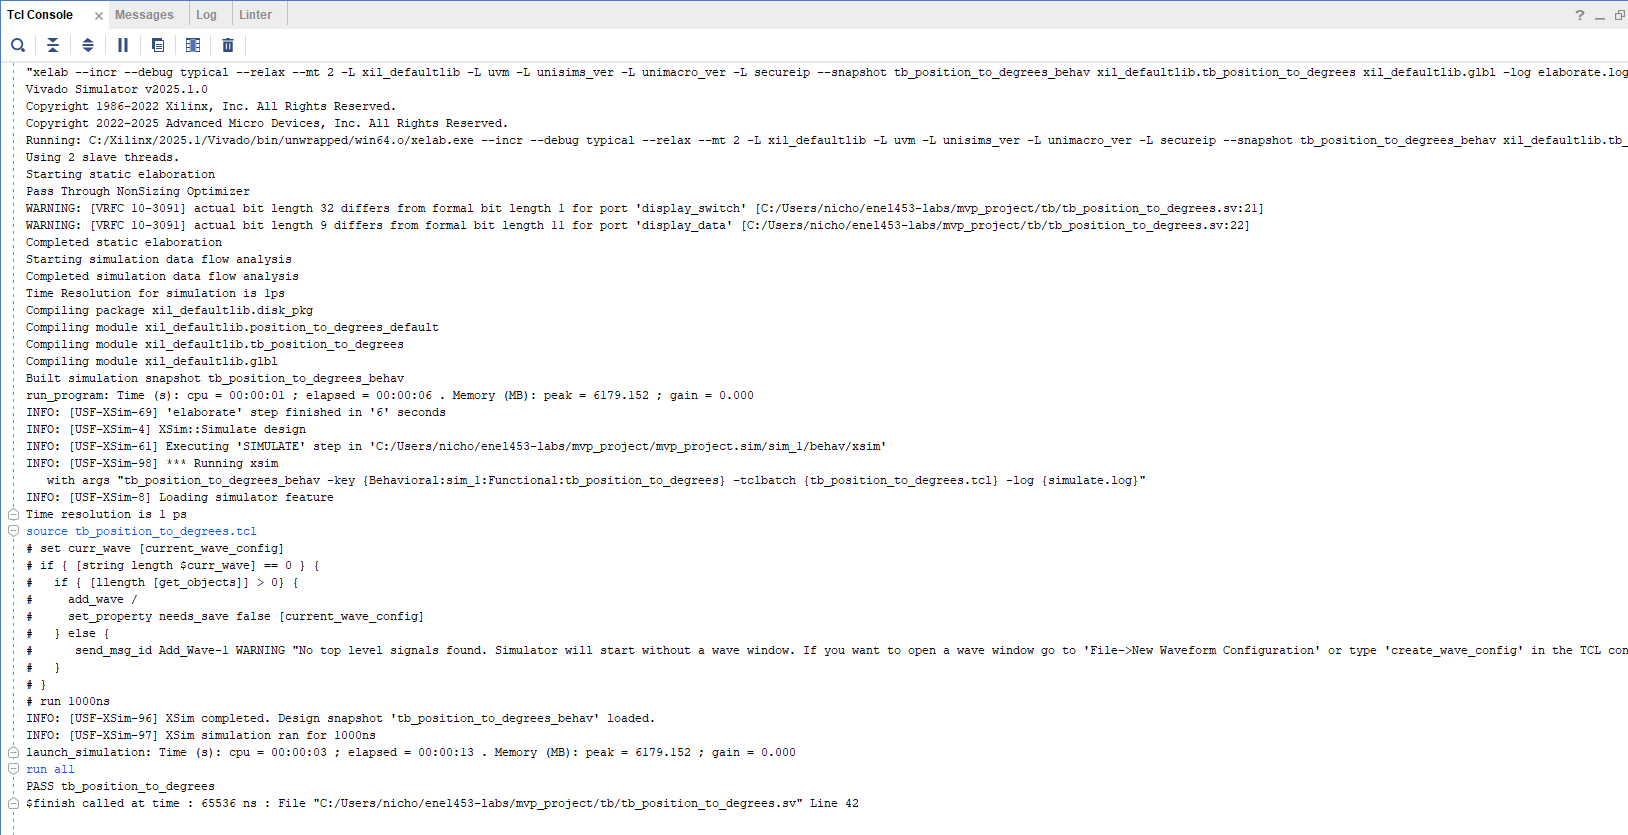 Tcl Console
Messages
Log
Linter
"xelab --incr --debug typical --relax --mt 2 -L xil_defaultlib -L uvm -L unisims_ver -L unimacro_ver -L secureip --snapshot tb_position_to_degrees_behav xil_defaultlib.tb_position_to_degrees xil_defaultlib.glbl -log elaborate.log
Vivado Simulator v2025.1.0
Copyright 1986-2022 Xilinx, Inc. All Rights Reserved.
Copyright 2022-2025 Advanced Micro Devices, Inc. All Rights Reserved.
Running: C:/Xilinx/2025.1/Vivado/bin/unwrapped/win64.o/xelab.exe --incr --debug typical --relax --mt 2 -L xil_defaultlib -L uvm -L unisims_ver -L unimacro_ver -L secureip --snapshot tb_position_to_degrees_behav xil_defaultlib.tb_
Using 2 slave threads.
Starting static elaboration
Pass Through NonSizing Optimizer
WARNING: [VRFC 10-3091] actual bit length 32 differs from formal bit length 1 for port 'display_switch' [C:/Users/nicho/enel453-labs/mvp_project/tb/tb_position_to_degrees.sv:21]
WARNING: [VRFC 10-3091] actual bit length 9 differs from formal bit length 11 for port 'display_data' [C:/Users/nicho/enel453-labs/mvp_project/tb/tb_position_to_degrees.sv:22]
Completed static elaboration
Starting simulation data flow analysis
Completed simulation data flow analysis
Time Resolution for simulation is 1ps
Compiling package xil_defaultlib.disk_pkg
Compiling module xil_defaultlib.position_to_degrees_default
Compiling module xil_defaultlib.tb_position_to_degrees
Compiling module xil_defaultlib.glbl
Built simulation snapshot tb_position_to_degrees_behav
run_program: Time (s): cpu = 00:00:01 ; elapsed = 00:00:06 . Memory (MB): peak = 6179.152 ; gain = 0.000
INFO: [USF-XSim-69] 'elaborate' step finished in '6' seconds
INFO: [USF-XSim-4] XSim::Simulate design
INFO: [USF-XSim-61] Executing 'SIMULATE' step in 'C:/Users/nicho/enel453-labs/mvp_project/mvp_project.sim/sim_1/behav/xsim'
INFO: [USF-XSim-98] *** Running xsim
   with args "tb_position_to_degrees_behav -key {Behavioral:sim_1:Functional:tb_position_to_degrees} -tclbatch {tb_position_to_degrees.tcl} -log {simulate.log}"
INFO: [USF-XSim-8] Loading simulator feature
Time resolution is 1 ps
source tb_position_to_degrees.tcl
# set curr_wave [current_wave_config]
# if { [string length $curr_wave] == 0 } {
#   if { [llength [get_objects]] > 0} {
#     add_wave /
#     set_property needs_save false [current_wave_config]
#   } else {
#      send_msg_id Add_Wave-1 WARNING "No top level signals found. Simulator will start without a wave window. If you want to open a wave window go to 'File->New Waveform Configuration' or type 'create_wave_config' in the TCL con
#   }
# }
# run 1000ns
INFO: [USF-XSim-96] XSim completed. Design snapshot 'tb_position_to_degrees_behav' loaded.
INFO: [USF-XSim-97] XSim simulation ran for 1000ns
launch_simulation: Time (s): cpu = 00:00:03 ; elapsed = 00:00:13 . Memory (MB): peak = 6179.152 ; gain = 0.000
run all
PASS tb_position_to_degrees
$finish called at time : 65536 ns : File "C:/Users/nicho/enel453-labs/mvp_project/tb/tb_position_to_degrees.sv" Line 42